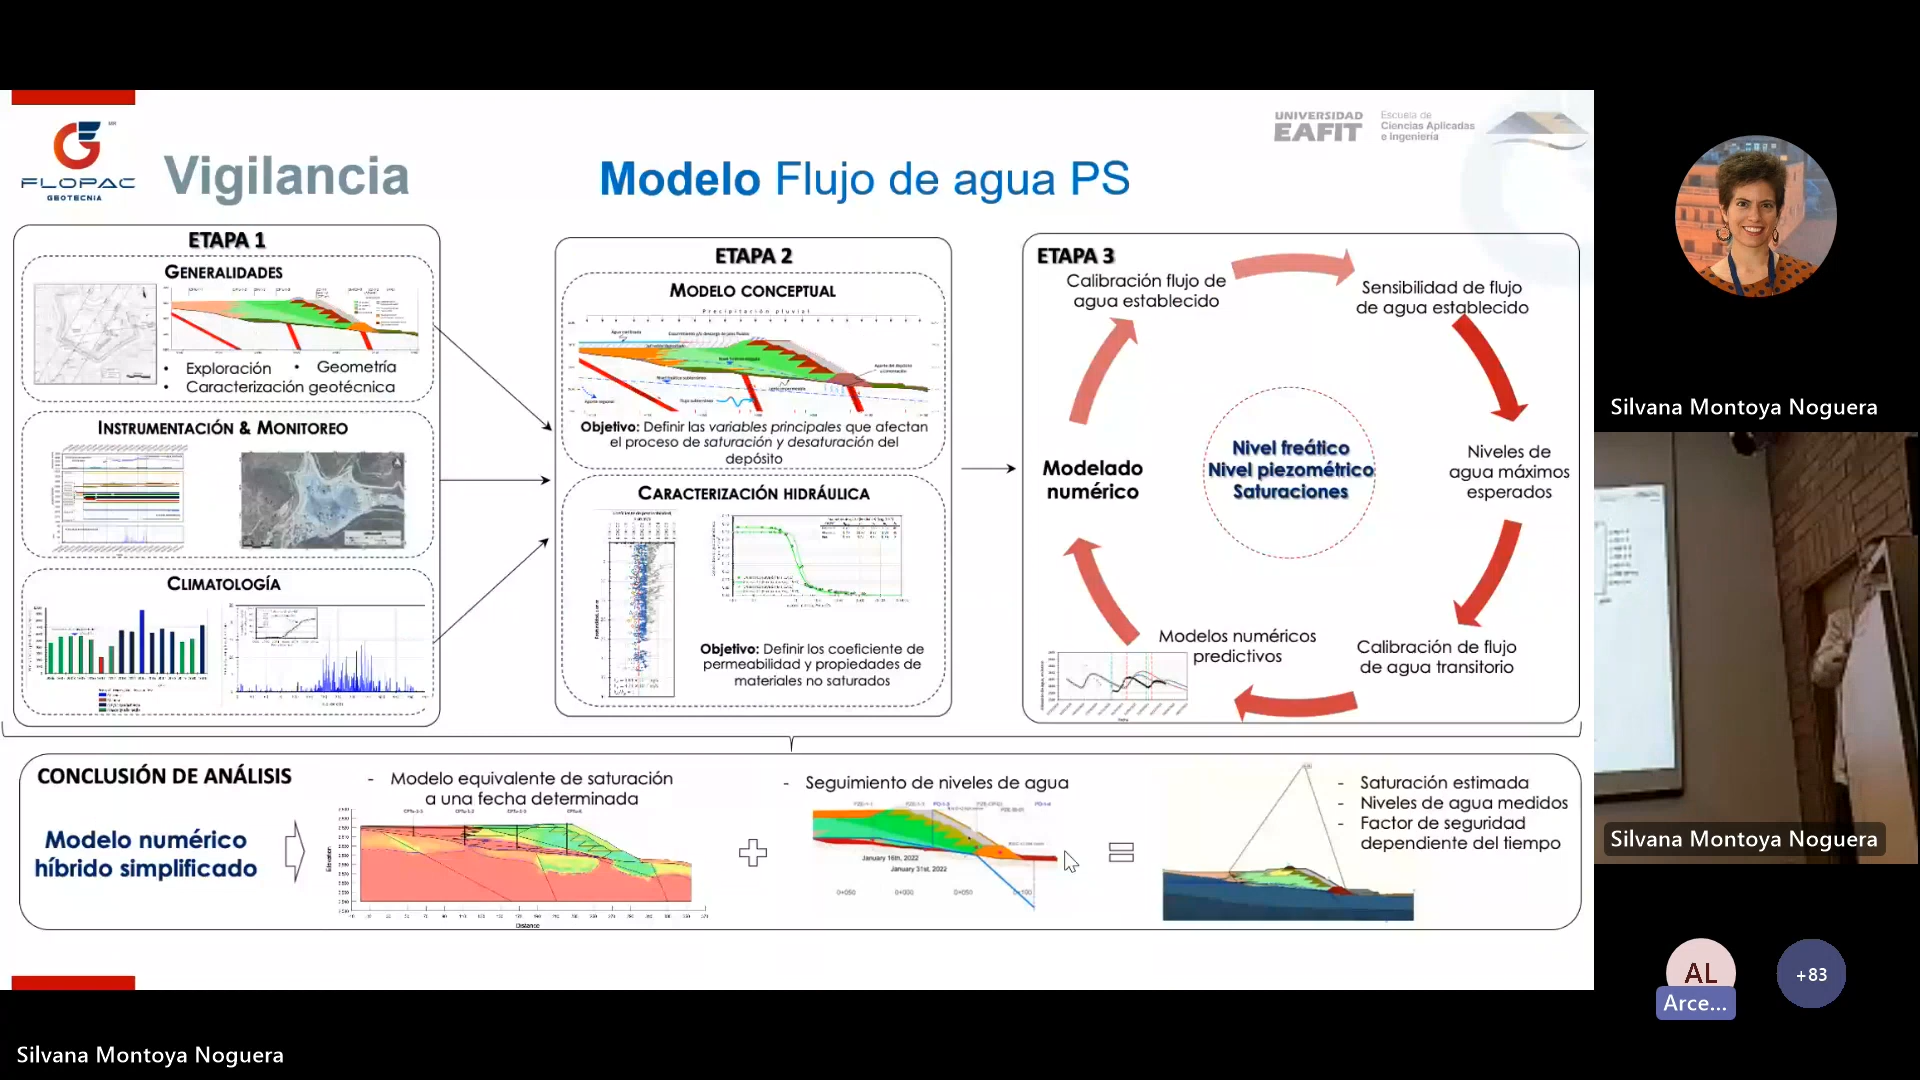 FLOPAC
GEOTECNIA
Vigilancia
Modelo Flujo de agua PS
UNIVERSIDAD
EAFIT
Escuela de
Ciencias Aplicadas
e Ingeniería
ETAPA 1
GENERALIDADES
• Exploración • Geometría
• Caracterización geotécnica
INSTRUMENTACIÓN & MONITOREO
CLIMATOLOGÍA
ETAPA 2
MODELO CONCEPTUAL
Precipitación pluvial
Objetivo: Definir las variables principales que afectan
el proceso de saturación y desaturación del
depósito
CARACTERIZACIÓN HIDRÁULICA
Objetivo: Definir los coeficiente de
permeabilidad y propiedades de
materiales no saturados
ETAPA 3
Calibración flujo de
agua establecido
Sensibilidad de flujo
de agua establecido
Niveles de
agua máximos
esperados
Calibración de flujo
de agua transitorio
Modelos numéricos
predictivos
Modelado
numérico
Nivel freático
Nivel piezométrico
Saturaciones
CONCLUSIÓN DE ANÁLISIS
Modelo numérico
híbrido simplificado
- Modelo equivalente de saturación
a una fecha determinada
Elevation
Distance
- Seguimiento de niveles de agua
January 16th, 2022
January 31st, 2022
0+050 0+000 0+050 0+100
- Saturación estimada
- Niveles de agua medidos
- Factor de seguridad
dependiente del tiempo
Silvana Montoya Noguera
Silvana Montoya Noguera
AL
Arce...
+83
Silvana Montoya Noguera